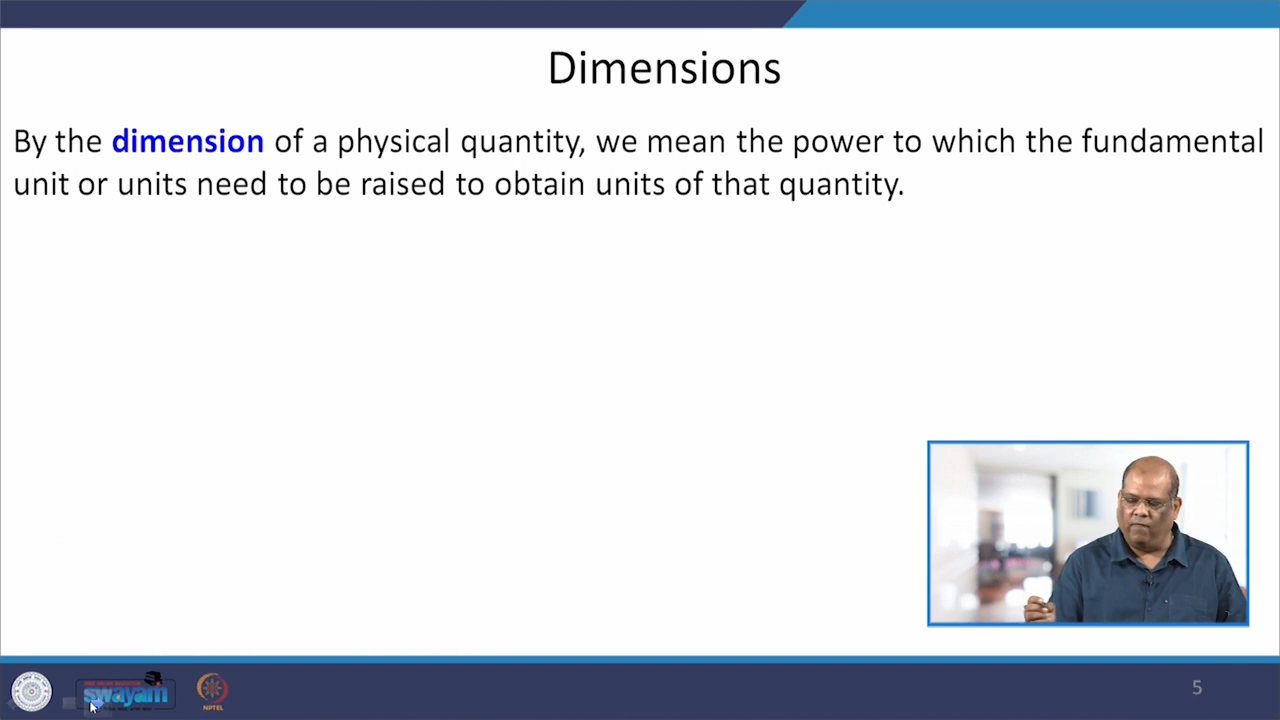 Dimensions
By the dimension of a physical quantity, we mean the power to which the fundamental
unit or units need to be raised to obtain units of that quantity.
swayam
NPTEL
5